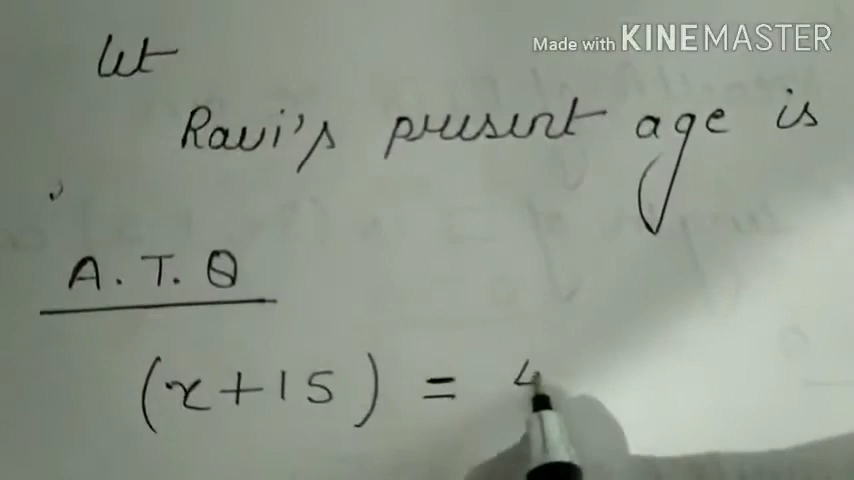 Made with KINEMASTER
let
Ravi's present age is
A.T.Q
(x+15) = 4